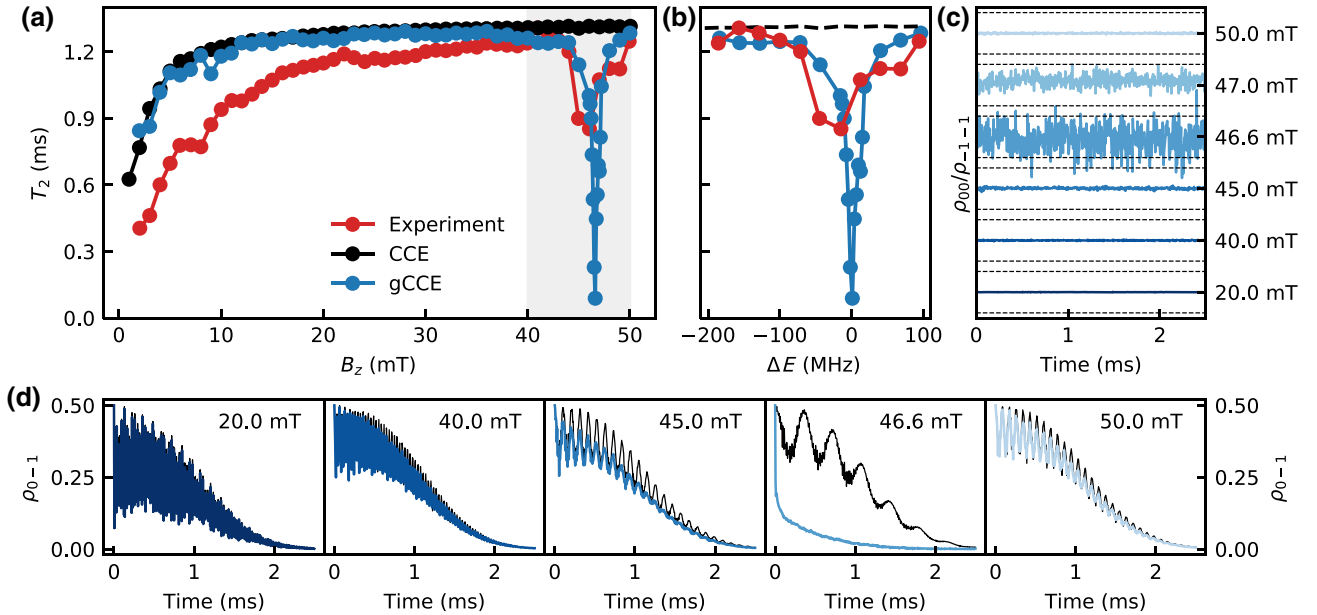 (a)
T₂ (ms)
1.2
0.9
0.6
0.3
0.0
Experiment
CCE
gCCE
0 10 20 30 40 50
B_z (mT)
(b)
−200 −100 0 100
ΔE (MHz)
(c)
ρ₀₀/ρ₋₁₋₁
50.0 mT
47.0 mT
46.6 mT
45.0 mT
40.0 mT
20.0 mT
0 1 2
Time (ms)
(d)
ρ₀₋₁
0.50
0.25
0.00
20.0 mT
40.0 mT
45.0 mT
46.6 mT
50.0 mT
0.50
0.25
0.00
ρ₀₋₁
0 1 2
0 1 2
0 1 2
0 1 2
0 1 2
Time (ms)
Time (ms)
Time (ms)
Time (ms)
Time (ms)